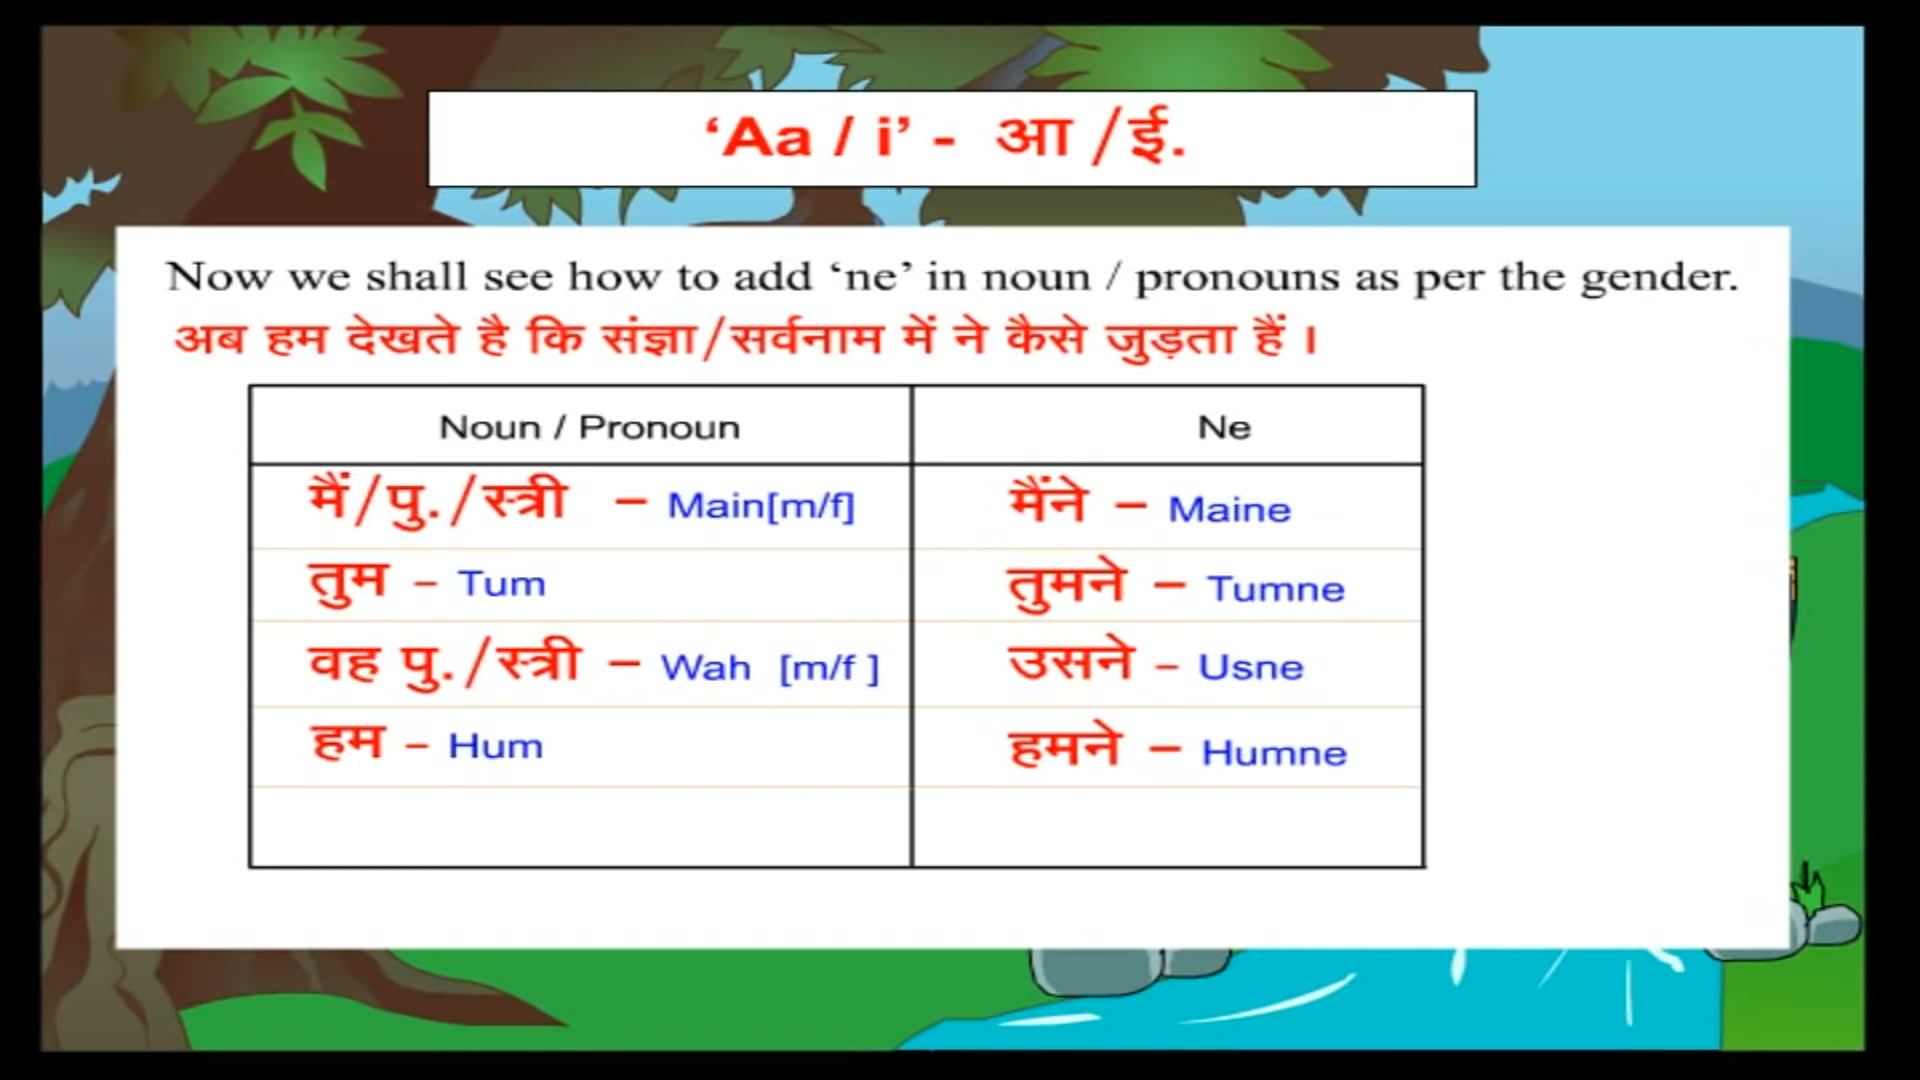 ‘Aa / i’ - आ /ई.
Now we shall see how to add ‘ne’ in noun / pronouns as per the gender.
अब हम देखते है कि संज्ञा/सर्वनाम में ने कैसे जुड़ता हैं ।
Noun / Pronoun Ne
मैं/पु./स्त्री – Main[m/f] मैंने – Maine
तुम – Tum तुमने – Tumne
वह पु./स्त्री – Wah [m/f ] उसने – Usne
हम – Hum हमने – Humne